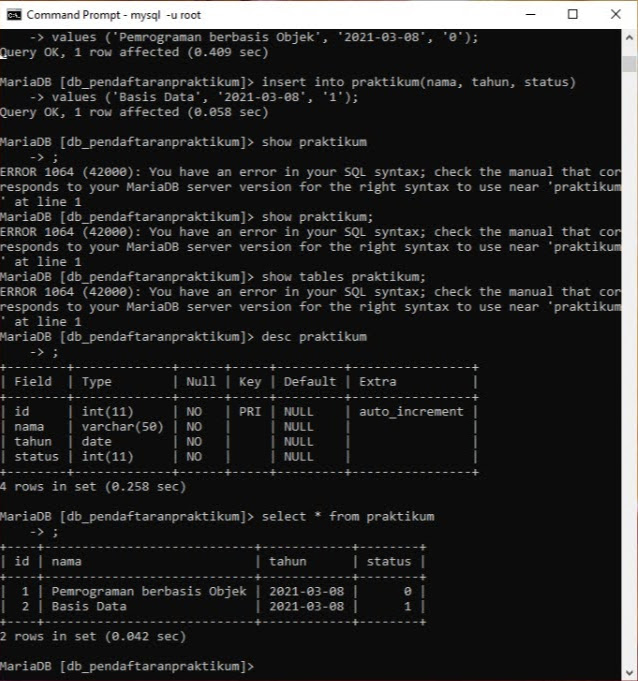 Command Prompt - mysql -u root
    -> values ('Pemrograman berbasis Objek', '2021-03-08', '0');
Query OK, 1 row affected (0.409 sec)
MariaDB [db_pendaftaranpraktikum]> insert into praktikum(nama, tahun, status)
    -> values ('Basis Data', '2021-03-08', '1');
Query OK, 1 row affected (0.058 sec)
MariaDB [db_pendaftaranpraktikum]> show praktikum
    -> ;
ERROR 1064 (42000): You have an error in your SQL syntax; check the manual that cor
responds to your MariaDB server version for the right syntax to use near 'praktikum
' at line 1
MariaDB [db_pendaftaranpraktikum]> show praktikum;
ERROR 1064 (42000): You have an error in your SQL syntax; check the manual that cor
responds to your MariaDB server version for the right syntax to use near 'praktikum
' at line 1
MariaDB [db_pendaftaranpraktikum]> show tables praktikum;
ERROR 1064 (42000): You have an error in your SQL syntax; check the manual that cor
responds to your MariaDB server version for the right syntax to use near 'praktikum
' at line 1
MariaDB [db_pendaftaranpraktikum]> desc praktikum
    -> ;
+--------+-------------+------+-----+---------+----------------+
| Field  | Type        | Null | Key | Default | Extra          |
+--------+-------------+------+-----+---------+----------------+
| id     | int(11)     | NO   | PRI | NULL    | auto_increment |
| nama   | varchar(50) | NO   |     | NULL    |                |
| tahun  | date        | NO   |     | NULL    |                |
| status | int(11)     | NO   |     | NULL    |                |
+--------+-------------+------+-----+---------+----------------+
4 rows in set (0.258 sec)
MariaDB [db_pendaftaranpraktikum]> select * from praktikum
    -> ;
+----+----------------------------+------------+--------+
| id | nama                       | tahun      | status |
+----+----------------------------+------------+--------+
|  1 | Pemrograman berbasis Objek | 2021-03-08 |      0 |
|  2 | Basis Data                 | 2021-03-08 |      1 |
+----+----------------------------+------------+--------+
2 rows in set (0.042 sec)
MariaDB [db_pendaftaranpraktikum]>